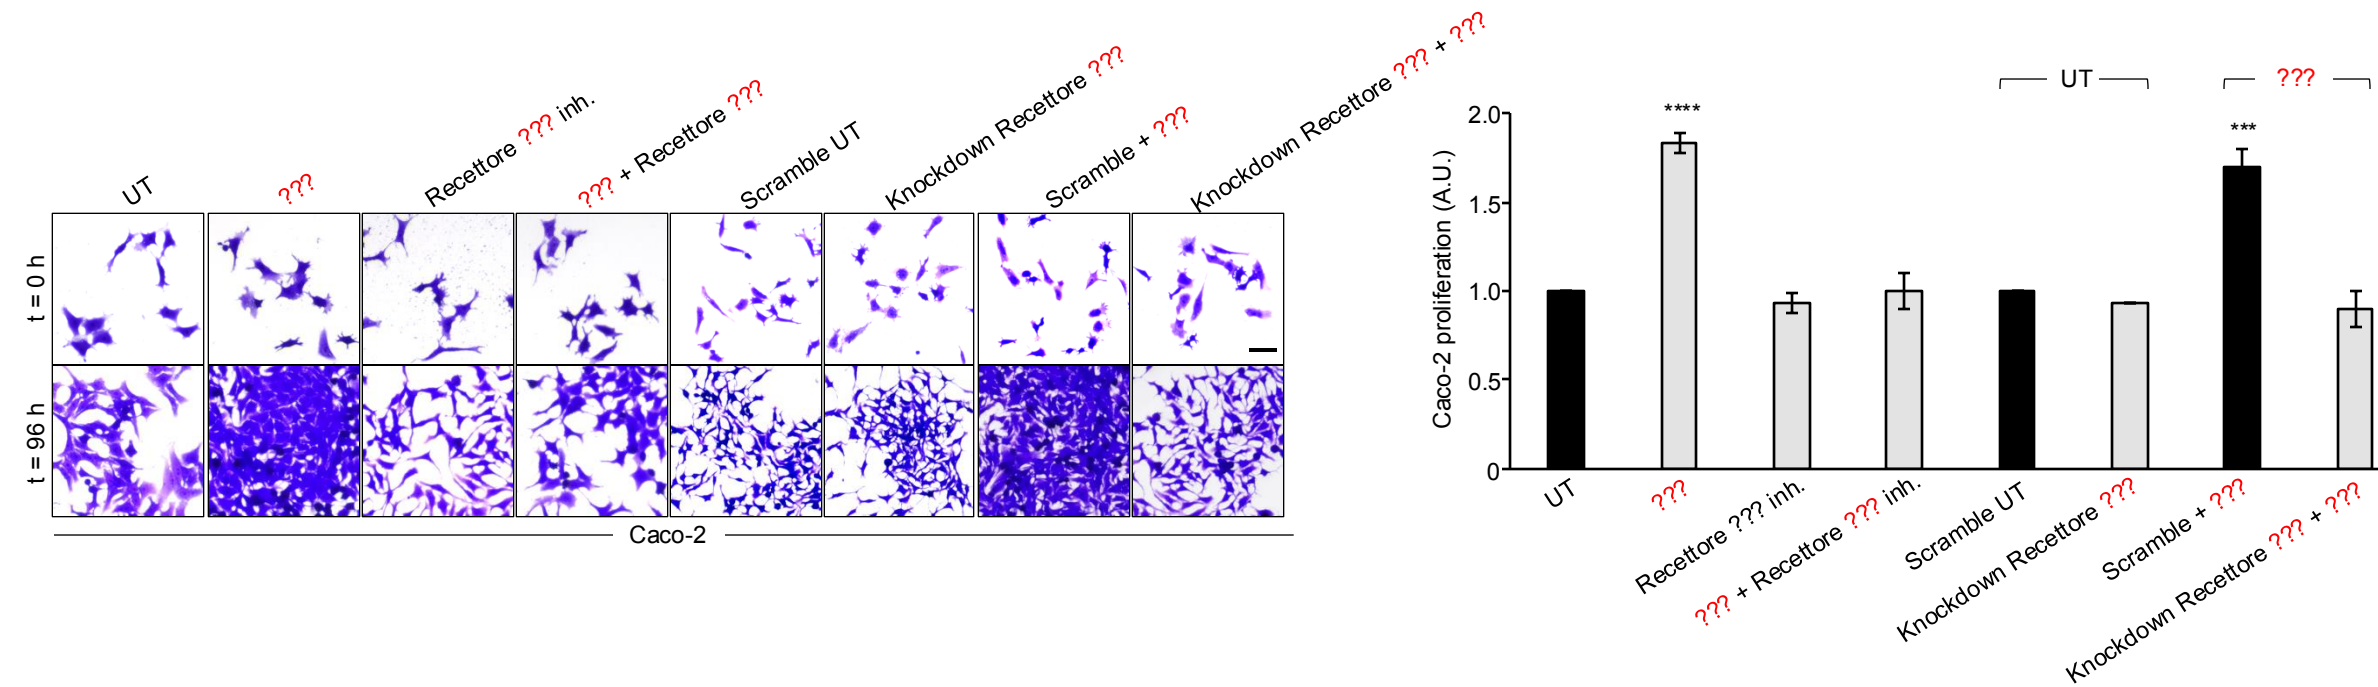 UT
???
Recettore ??? inh.
??? + Recettore ???
Scramble UT
Knockdown Recettore ???
Scramble + ???
Knockdown Recettore ??? + ???
t = 0 h
t = 96 h
Caco-2
UT
???
****
***
Caco-2 proliferation (A.U.)
2.0
1.5
1.0
0.5
0
UT
???
Recettore ??? inh.
??? + Recettore ??? inh.
Scramble UT
Knockdown Recettore ???
Scramble + ???
Knockdown Recettore ??? + ???